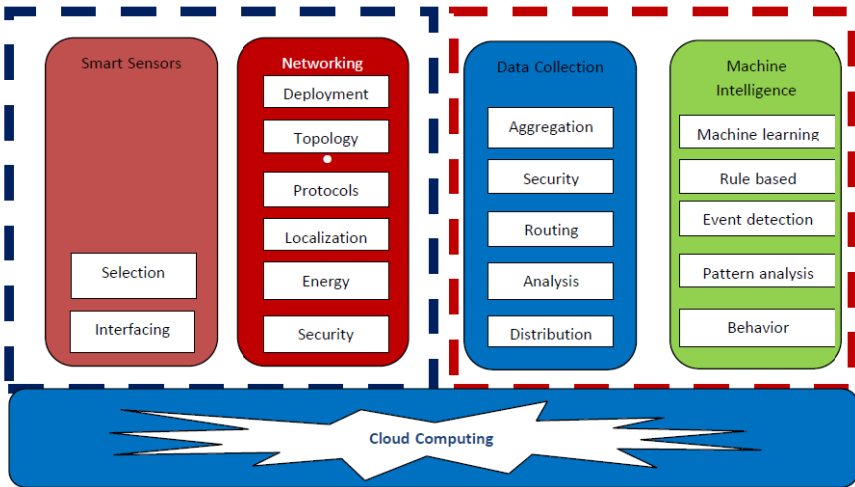 Smart Sensors
Selection
Interfacing
Networking
Deployment
Topology
Protocols
Localization
Energy
Security
Data Collection
Aggregation
Security
Routing
Analysis
Distribution
Machine
Intelligence
Machine learning
Rule based
Event detection
Pattern analysis
Behavior
Cloud Computing